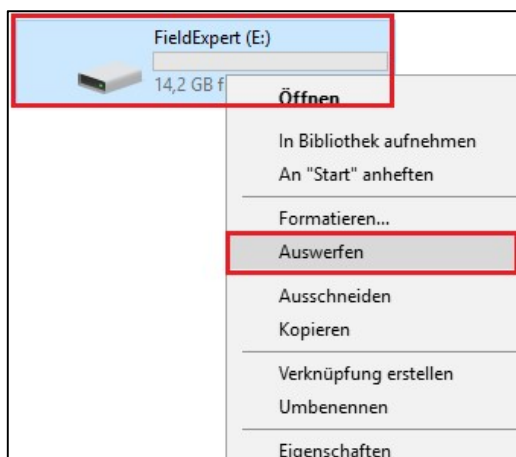 FieldExpert (E:)
14,2 GB f
Öffnen
In Bibliothek aufnehmen
An "Start" anheften
Formatieren...
Auswerfen
Ausschneiden
Kopieren
Verknüpfung erstellen
Umbenennen
Eigenschaften